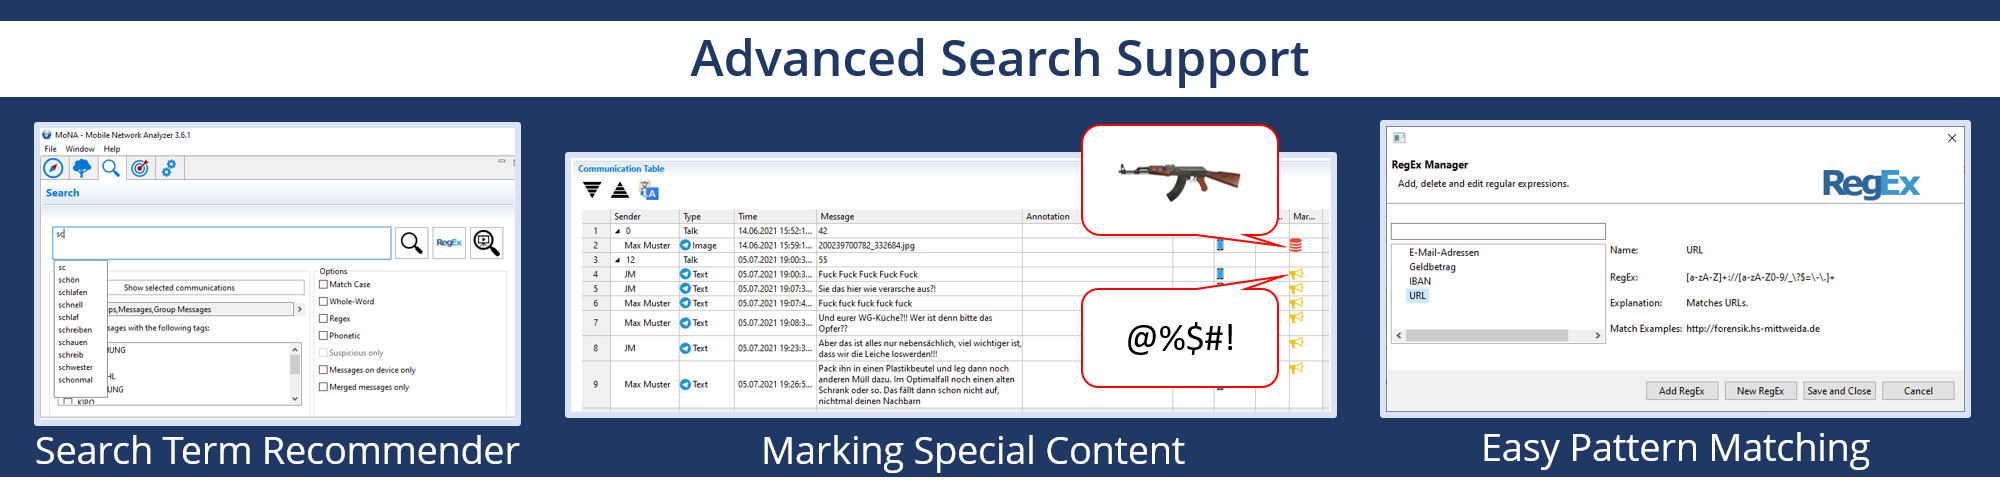 Advanced Search Support
MoNA - Mobile Network Analyzer 3.6.1
File Window Help
Search
sc
RegEx
sc
schön
schlafen
schnell
schlaf
schreiben
schauen
schreib
schwester
schonmal
Show selected communications
ps,Messages,Group Messages
sages with the following tags:
UNG
HL
UNG
KIPO
Options
Match Case
Whole-Word
Regex
Phonetic
Suspicious only
Messages on device only
Merged messages only
Search Term Recommender
Communication Table
Sender Type Time Message Annotation ... Mar...
1 0 Talk 14.06.2021 15:52:1... 42
2 Max Muster Image 14.06.2021 15:59:1... 200239700782_332684.jpg
3 12 Talk 05.07.2021 19:00:3... 55
4 JM Text 05.07.2021 19:00:3... Fuck Fuck Fuck Fuck Fuck
5 JM Text 05.07.2021 19:07:3... Sie das hier wie verarsche aus?!
6 Max Muster Text 05.07.2021 19:07:4... Fuck fuck fuck fuck fuck
7 Max Muster Text 05.07.2021 19:08:3... Und eurer WG-Küche?!! Wer ist denn bitte das
Opfer??
8 JM Text 05.07.2021 19:23:3... Aber das ist alles nur nebensächlich, viel wichtiger ist,
dass wir die Leiche loswerden!!!
9 Max Muster Text 05.07.2021 19:26:5... Pack ihn in einen Plastikbeutel und leg dann noch
anderen Müll dazu. Im Optimalfall noch einen alten
Schrank oder so. Das fällt dann schon nicht auf,
nichtmal deinen Nachbarn
@%$#!
Marking Special Content
RegEx Manager
Add, delete and edit regular expressions.
RegEx
E-Mail-Adressen
Geldbetrag
IBAN
URL
Name: URL
RegEx: [a-zA-Z]+://[a-zA-Z0-9/_\?$=\-\.]+
Explanation: Matches URLs.
Match Examples: http://forensik.hs-mittweida.de
Add RegEx New RegEx Save and Close Cancel
Easy Pattern Matching